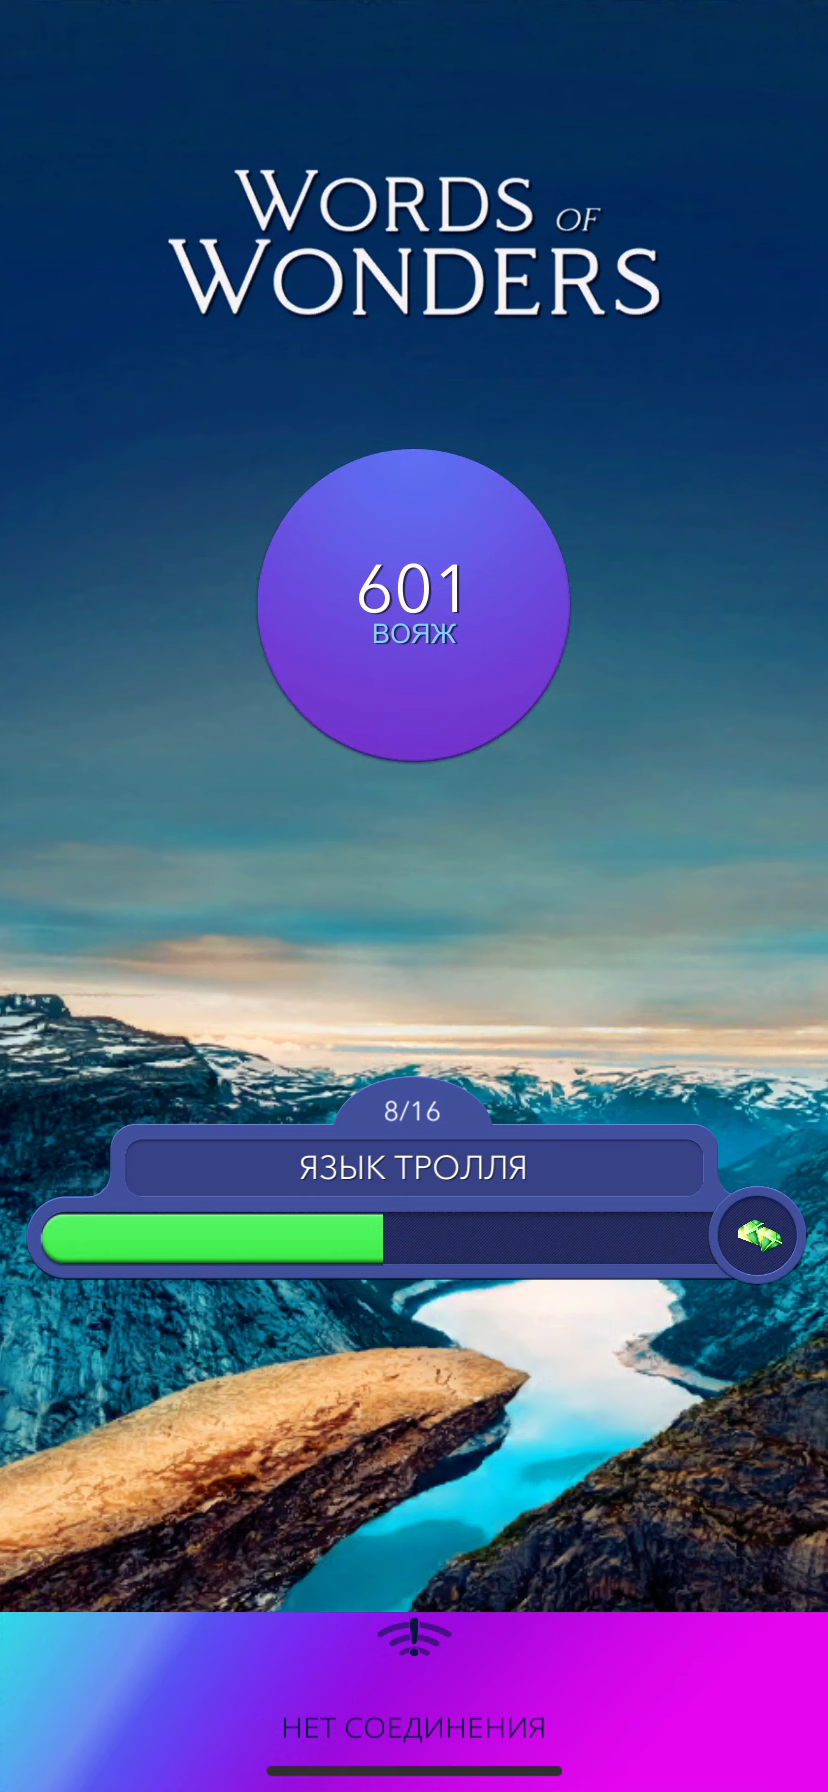 WORDS OF
WONDERS
601
ВОЯЖ
8/16
ЯЗЫК ТРОЛЛЯ
НЕТ СОЕДИНЕНИЯ